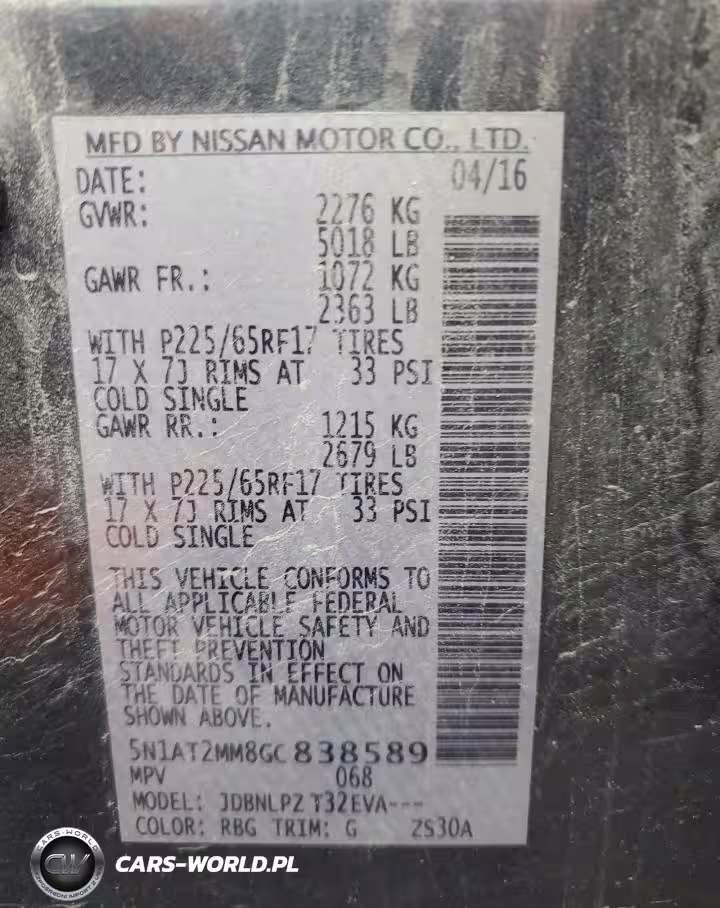 MFD BY NISSAN MOTOR CO., LTD.
DATE: 04/16
GVWR: 2276 KG
5018 LB
GAWR FR.: 1072 KG
2363 LB
WITH P225/65RF17 TIRES
17 X 7J RIMS AT 33 PSI
COLD SINGLE
GAWR RR.: 1215 KG
2679 LB
WITH P225/65RF17 TIRES
17 X 7J RIMS AT 33 PSI
COLD SINGLE
THIS VEHICLE CONFORMS TO
ALL APPLICABLE FEDERAL
MOTOR VEHICLE SAFETY AND
THEFT PREVENTION
STANDARDS IN EFFECT ON
THE DATE OF MANUFACTURE
SHOWN ABOVE.
5N1AT2MM8GC838589
MPV 068
MODEL: JDBNLPZ T32EVA---
COLOR: RBG TRIM: G ZS30A
CARS-WORLD
CW
CARS-WORLD.PL